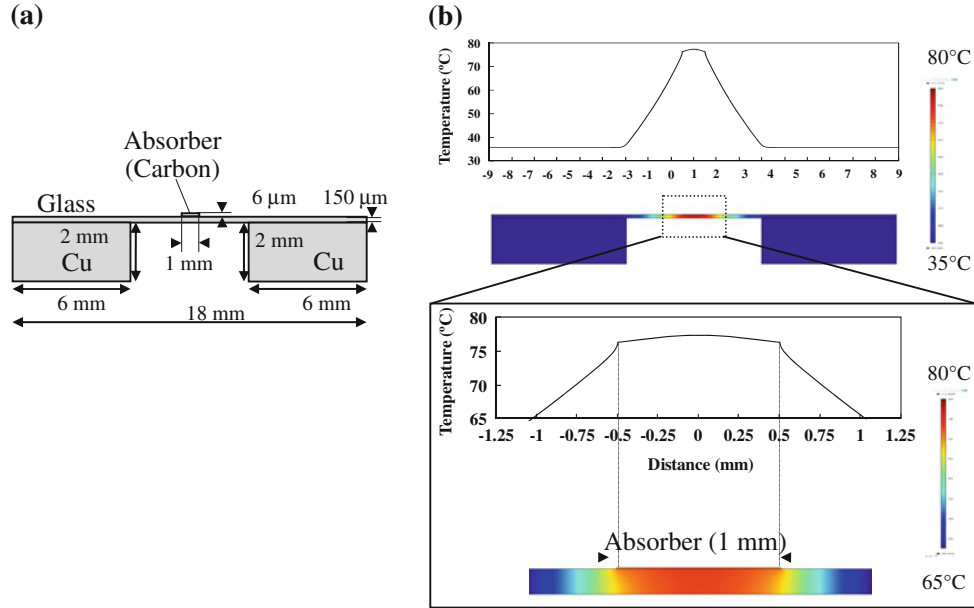 (a)
Absorber
(Carbon)
Glass
6 μm
150 μm
2 mm
2 mm
Cu
1 mm
Cu
6 mm
6 mm
18 mm
(b)
Temperature (ºC)
80
70
60
50
40
30
-9 -8 -7 -6 -5 -4 -3 -2 -1 0 1 2 3 4 5 6 7 8 9
80°C
35°C
Temperature (ºC)
80
75
70
65
-1.25 -1 -0.75 -0.5 -0.25 0 0.25 0.5 0.75 1 1.25
Distance (mm)
80°C
Absorber (1 mm)
65°C